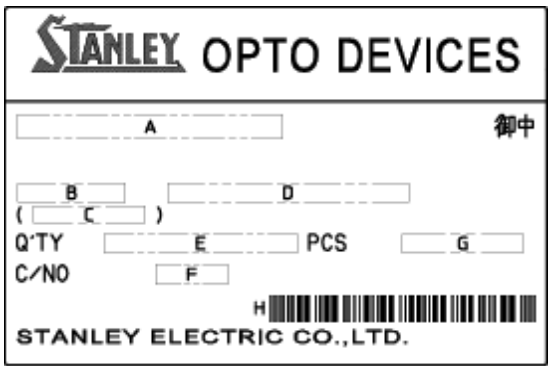 STANLEY OPTO DEVICES
A 御中
B D
( C )
Q'TY E PCS G
C/NO F
H
STANLEY ELECTRIC CO.,LTD.